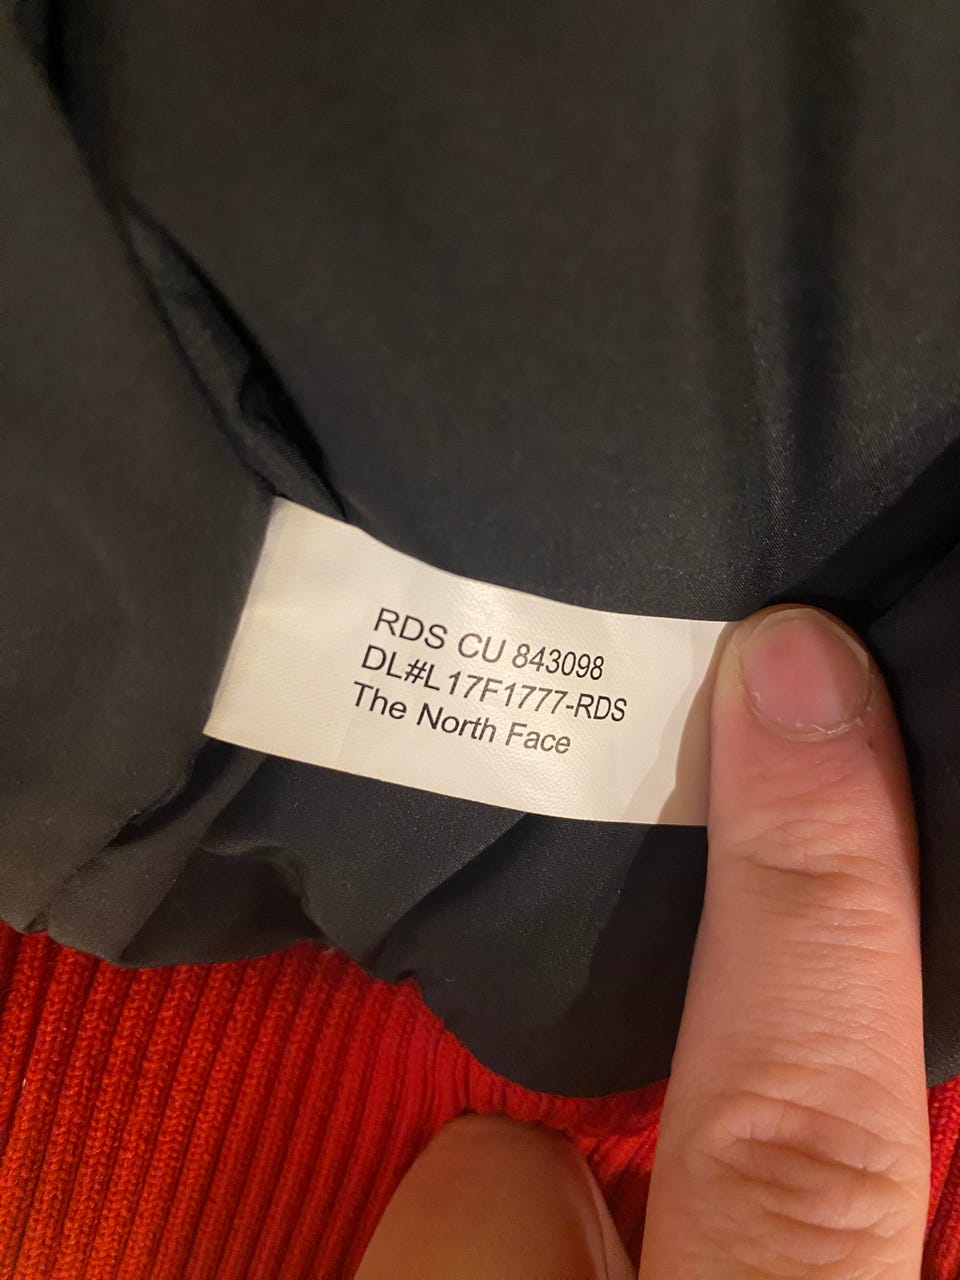 RDS CU 843098
DL#L17F1777-RDS
The North Face